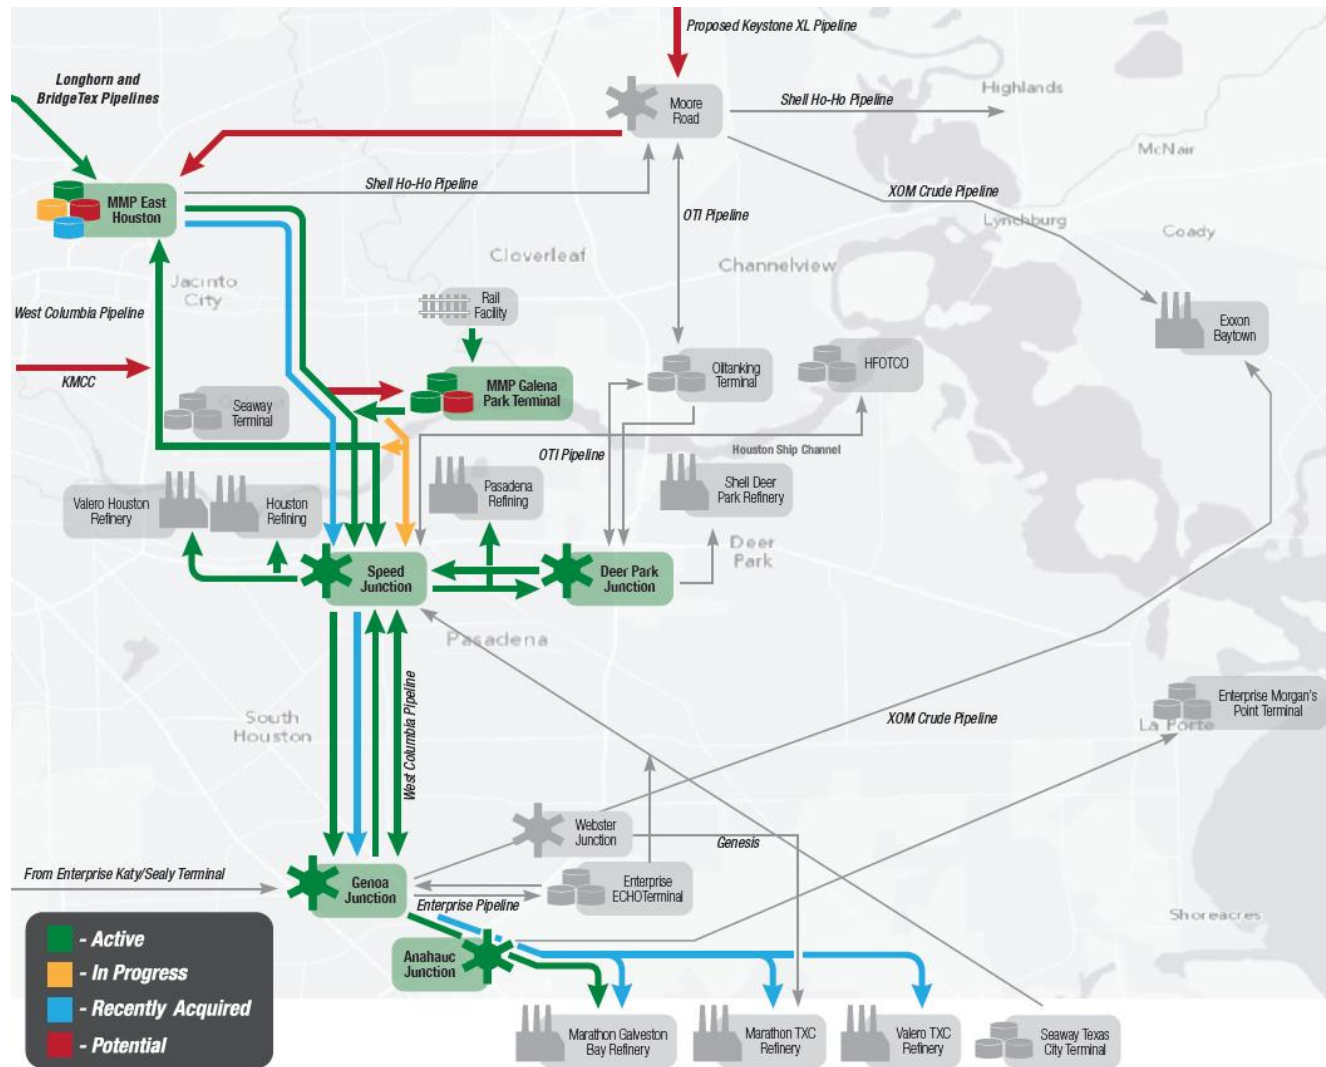 Proposed Keystone XL Pipeline
Longhorn and
BridgeTex Pipelines
Moore
Road
Shell Ho-Ho Pipeline
Highlands
McNair
MMP East
Houston
Shell Ho-Ho Pipeline
XOM Crude Pipeline
OTI Pipeline
Lynchburg
Coady
Cloverleaf
Channelview
Jacinto
City
Rail
Facility
West Columbia Pipeline
Exxon
Baytown
KMCC
MMP Galena
Park Terminal
Oiltanking
Terminal
HFOTCO
Seaway
Terminal
Houston Ship Channel
OTI Pipeline
Valero Houston
Refinery
Houston
Refining
Pasadena
Refining
Shell Deer
Park Refinery
Deer
Park
Speed
Junction
Deer Park
Junction
Pasadena
West Columbia Pipeline
South
Houston
XOM Crude Pipeline
Enterprise Morgan's
Point Terminal
La Porte
Webster
Junction
Genesis
From Enterprise Katy/Sealy Terminal
Genoa
Junction
Enterprise
ECHOTerminal
Enterprise Pipeline
Shoreacres
Anahauc
Junction
- Active
- In Progress
- Recently Acquired
- Potential
Marathon Galveston
Bay Refinery
Marathon TXC
Refinery
Valero TXC
Refinery
Seaway Texas
City Terminal